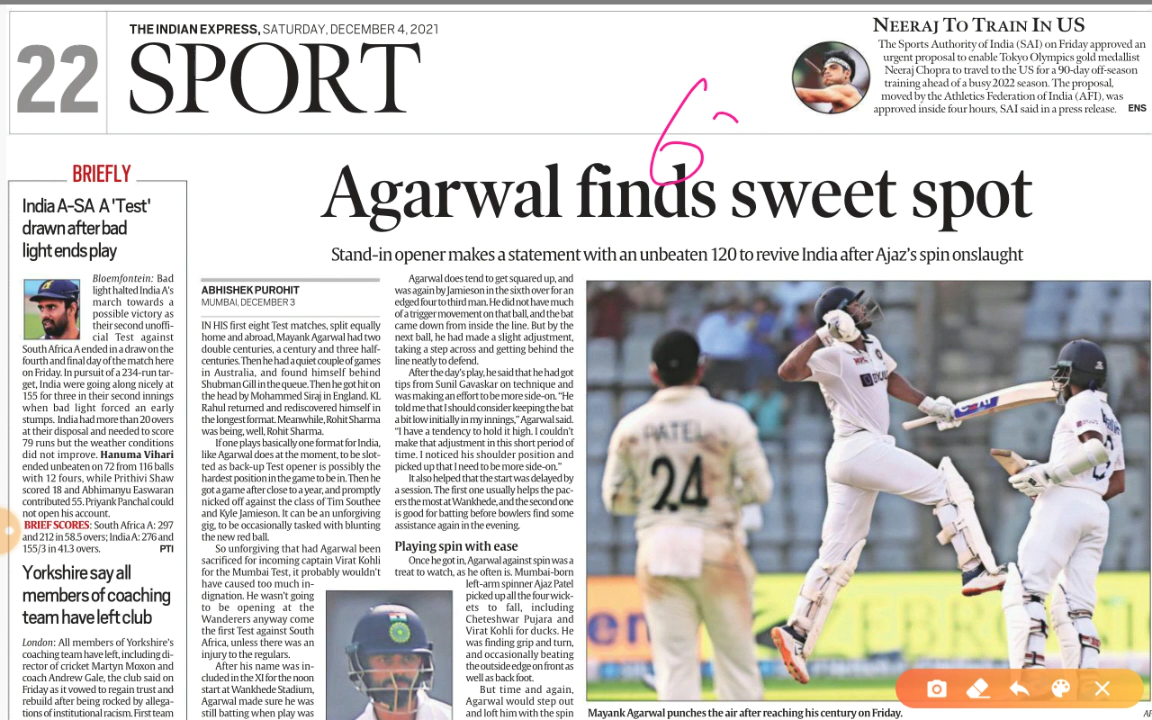 22
THE INDIAN EXPRESS, SATURDAY, DECEMBER 4, 2021
SPORT
NEERAJ TO TRAIN IN US
The Sports Authority of India (SAI) on Friday approved an
urgent proposal to enable Tokyo Olympics gold medallist
Neeraj Chopra to travel to the US for a 90-day off-season
training ahead of a busy 2022 season. The proposal,
moved by the Athletics Federation of India (AFI), was
approved inside four hours, SAI said in a press release. ENS
6
BRIEFLY
India A-SA A 'Test'
drawn after bad
light ends play
Bloemfontein: Bad
light halted India A's
march towards a
possible victory as
their second unoffi-
cial Test against
South Africa A ended in a draw on the
fourth and final day of the match here
on Friday. In pursuit of a 234-run tar-
get, India were going along nicely at
155 for three in their second innings
when bad light forced an early
stumps. India had more than 20 overs
at their disposal and needed to score
79 runs but the weather conditions
did not improve. Hanuma Vihari
ended unbeaten on 72 from 116 balls
with 12 fours, while Prithivi Shaw
scored 18 and Abhimanyu Easwaran
contributed 55. Priyank Panchal could
not open his account.
BRIEF SCORES: South Africa A: 297
and 212 in 58.5 overs; India A: 276 and
155/3 in 41.3 overs. PTI
Yorkshire say all
members of coaching
team have left club
London: All members of Yorkshire's
coaching team have left, including di-
rector of cricket Martyn Moxon and
coach Andrew Gale, the club said on
Friday as it vowed to regain trust and
rebuild after being rocked by allega-
tions of institutional racism. First team
Agarwal finds sweet spot
Stand-in opener makes a statement with an unbeaten 120 to revive India after Ajaz's spin onslaught
ABHISHEK PUROHIT
MUMBAI, DECEMBER 3
IN HIS first eight Test matches, split equally
home and abroad, Mayank Agarwal had two
double centuries, a century and three half-
centuries. Then he had a quiet couple of games
in Australia, and found himself behind
Shubman Gill in the queue. Then he got hit on
the head by Mohammed Siraj in England. KL
Rahul returned and rediscovered himself in
the longest format. Meanwhile, Rohit Sharma
was being, well, Rohit Sharma.
If one plays basically one format for India,
like Agarwal does at the moment, to be slot-
ted as back-up Test opener is possibly the
hardest position in the game to be in. Then he
got a game after close to a year, and promptly
nicked off against the class of Tim Southee
and Kyle Jamieson. It can be an unforgiving
gig, to be occasionally tasked with blunting
the new red ball.
So unforgiving that had Agarwal been
sacrificed for incoming captain Virat Kohli
for the Mumbai Test, it probably wouldn't
have caused too much in-
dignation. He wasn't going
to be opening at the
Wanderers anyway come
the first Test against South
Africa, unless there was an
injury to the regulars.
After his name was in-
cluded in the XI for the noon
start at Wankhede Stadium,
Agarwal made sure he was
still batting when play was
Agarwal does tend to get squared up, and
was again by Jamieson in the sixth over for an
edged four to third man. He did not have much
of a trigger movement on that ball, and the bat
came down from inside the line. But by the
next ball, he had made a slight adjustment,
taking a step across and getting behind the
line neatly to defend.
After the day's play, he said that he had got
tips from Sunil Gavaskar on technique and
was making an effort to be more side-on. "He
told me that I should consider keeping the bat
a bit low initially in my innings," Agarwal said.
"I have a tendency to hold it high. I couldn't
make that adjustment in this short period of
time. I noticed his shoulder position and
picked up that I need to be more side-on."
It also helped that the start was delayed by
a session. The first one usually helps the pac-
ers the most at Wankhede, and the second one
is good for batting before bowlers find some
assistance again in the evening.
Playing spin with ease
Once he got in, Agarwal against spin was a
treat to watch, as he often is. Mumbai-born
left-arm spinner Ajaz Patel
picked up all the four wick-
ets to fall, including
Cheteshwar Pujara and
Virat Kohli for ducks. He
was finding grip and turn,
and occasionally beating
the outside edge on front as
well as back foot.
But time and again,
Agarwal would step out
and loft him with the spin
PATEL
24
Mayank Agarwal punches the air after reaching his century on Friday.